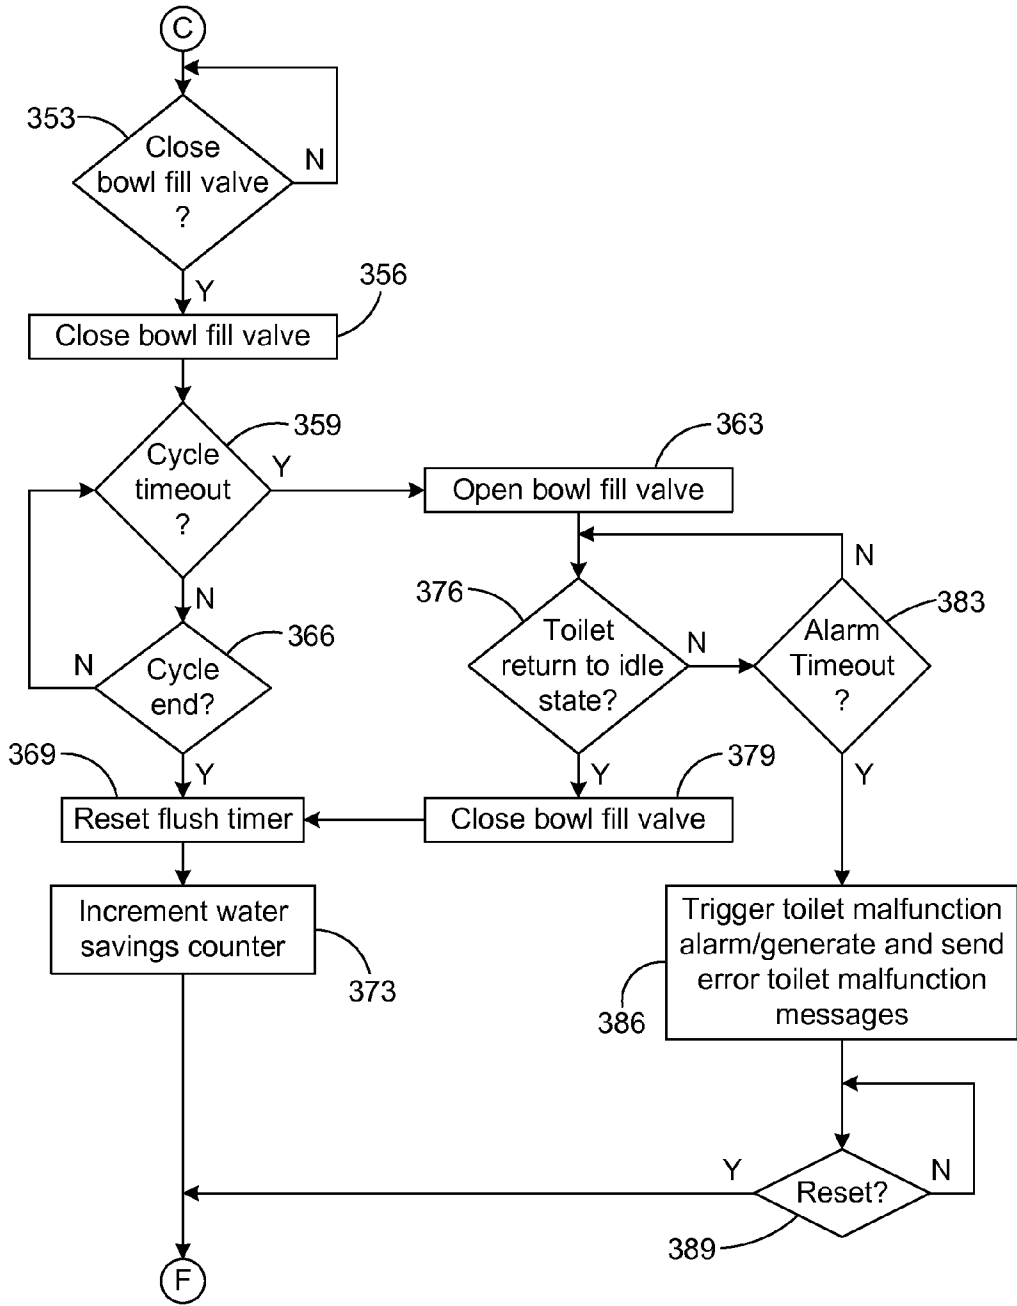 C
353
Close
bowl fill valve
?
N
Y
356
Close bowl fill valve
359
Cycle
timeout
?
Y
N
363
Open bowl fill valve
366
Cycle
end?
N
Y
376
Toilet
return to idle
state?
N
Y
383
Alarm
Timeout
?
N
Y
369
Reset flush timer
379
Close bowl fill valve
Increment water
savings counter
373
Trigger toilet malfunction
alarm/generate and send
error toilet malfunction
messages
386
Reset?
Y
N
389
F